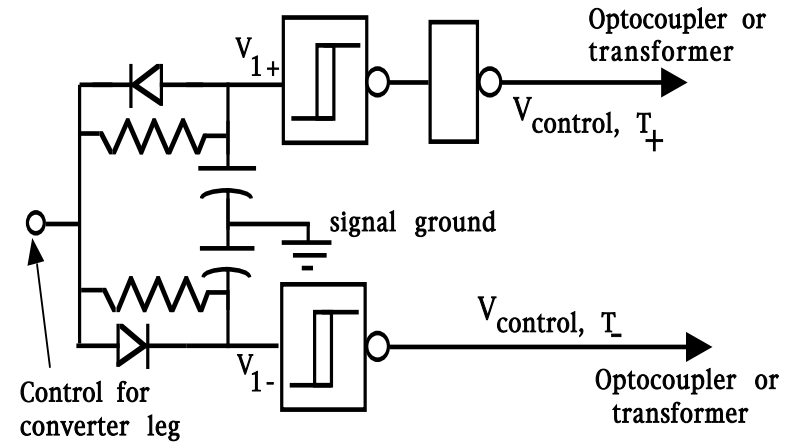 Optocoupler or
transformer
V1+
Vcontrol, T+
signal ground
Vcontrol, T-
V1-
Control for
converter leg
Optocoupler or
transformer